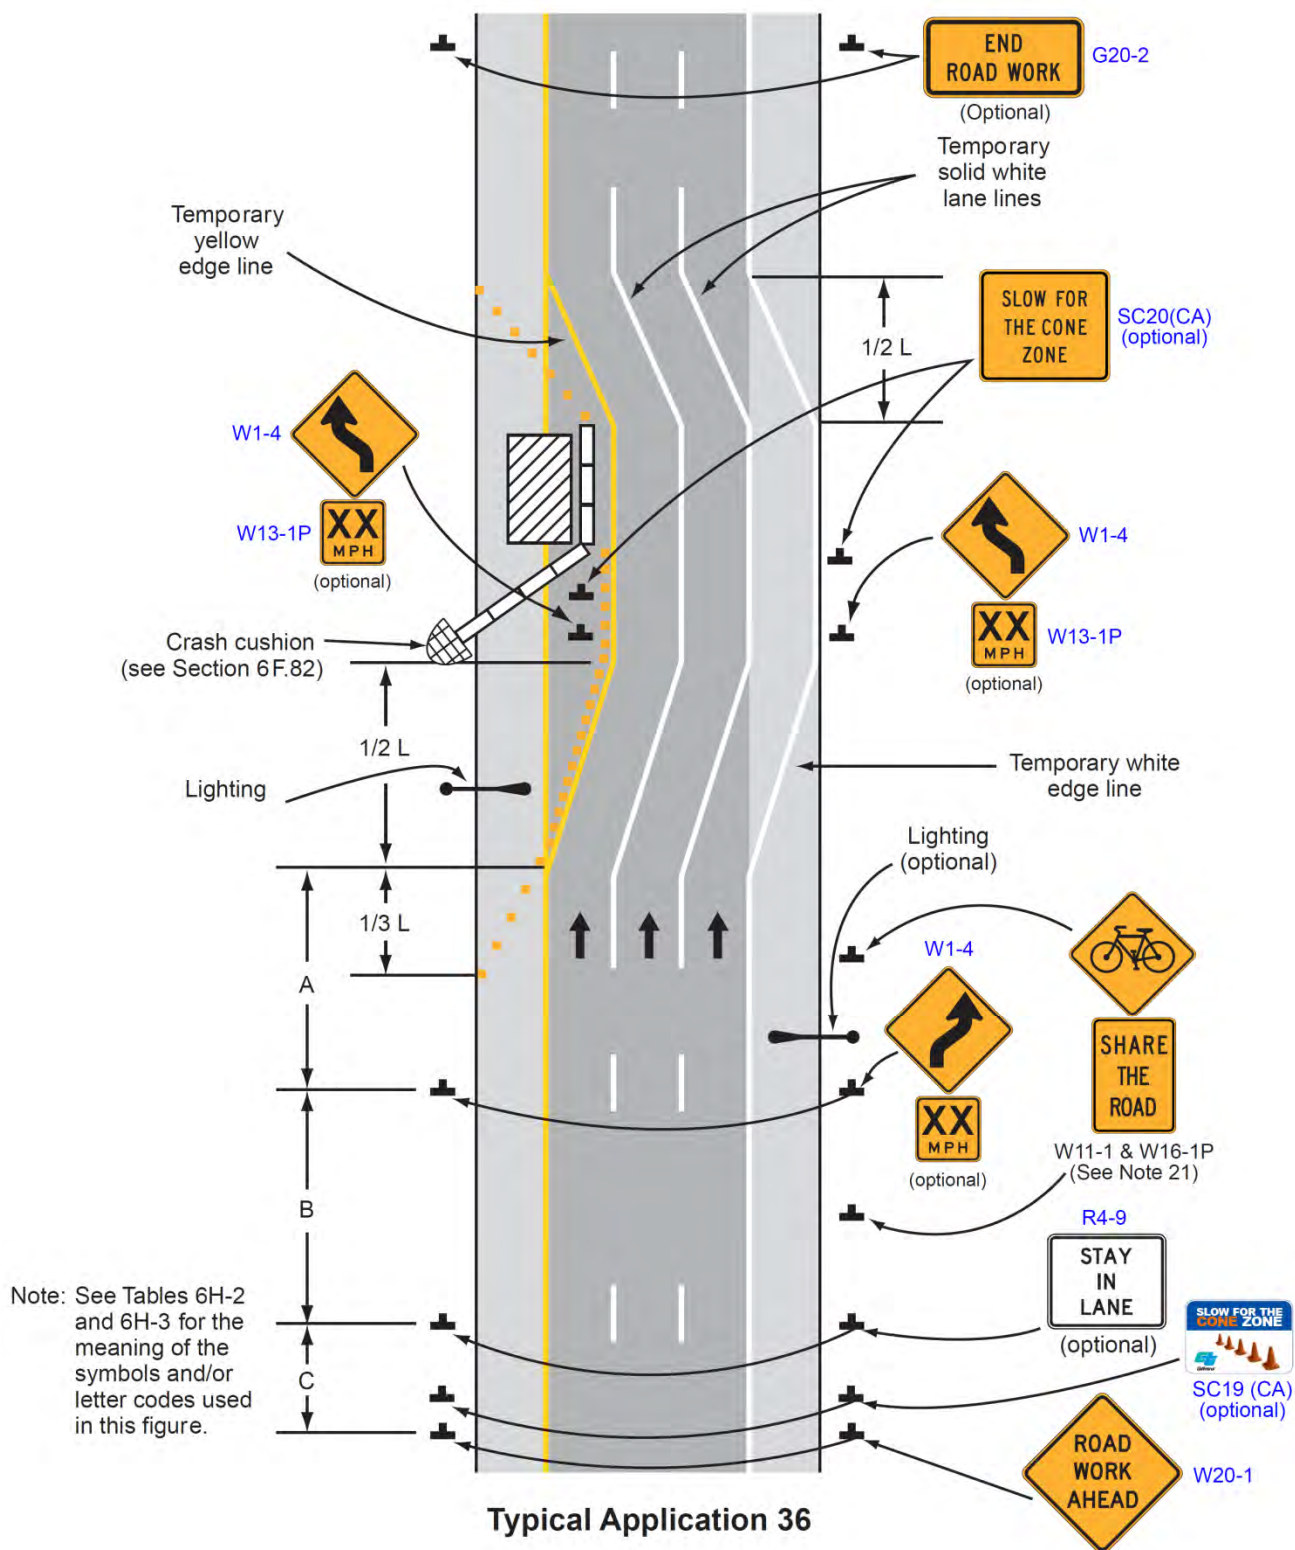 END
ROAD WORK
G20-2
(Optional)
Temporary
solid white
lane lines
Temporary
yellow
edge line
SLOW FOR
THE CONE
ZONE
SC20(CA)
(optional)
1/2 L
W1-4
W13-1P
XX
MPH
(optional)
W1-4
XX
MPH
W13-1P
(optional)
Crash cushion
(see Section 6F.82)
1/2 L
Lighting
Temporary white
edge line
Lighting
(optional)
1/3 L
A
W1-4
XX
MPH
(optional)
SHARE
THE
ROAD
W11-1 & W16-1P
(See Note 21)
B
R4-9
STAY
IN
LANE
(optional)
Note: See Tables 6H-2
and 6H-3 for the
meaning of the
symbols and/or
letter codes used
in this figure.
C
SLOW FOR THE
CONE ZONE
SC19 (CA)
(optional)
ROAD
WORK
AHEAD
W20-1
Typical Application 36